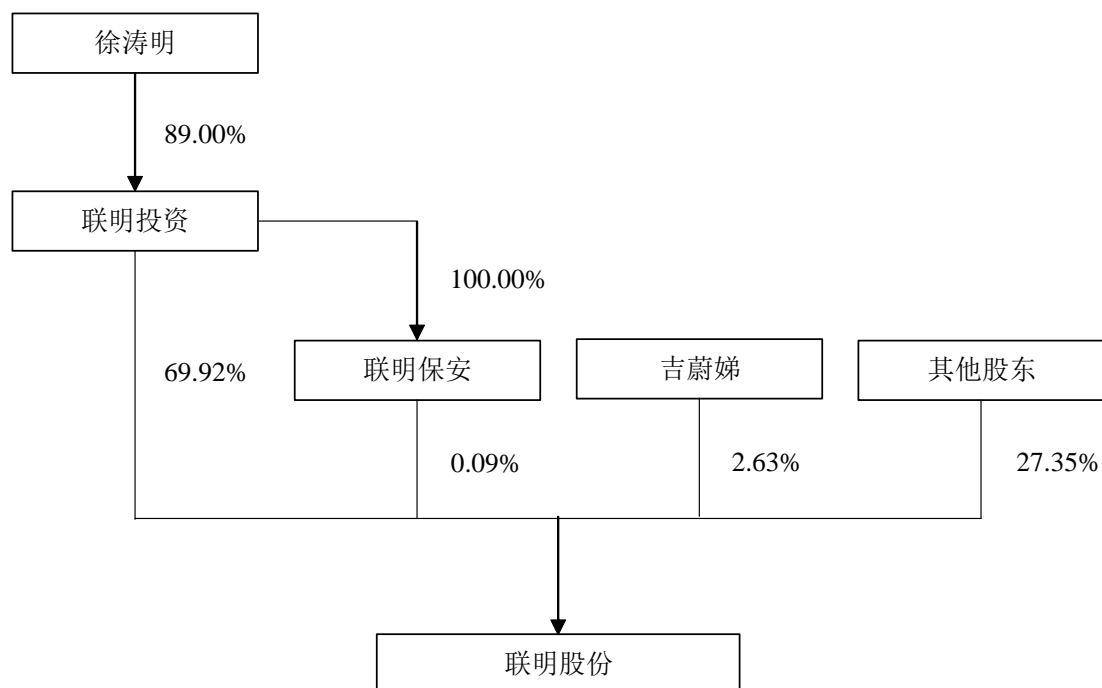 徐涛明
89.00%
联明投资
100.00%
69.92%
联明保安
吉蔚娣
其他股东
0.09%
2.63%
27.35%
联明股份